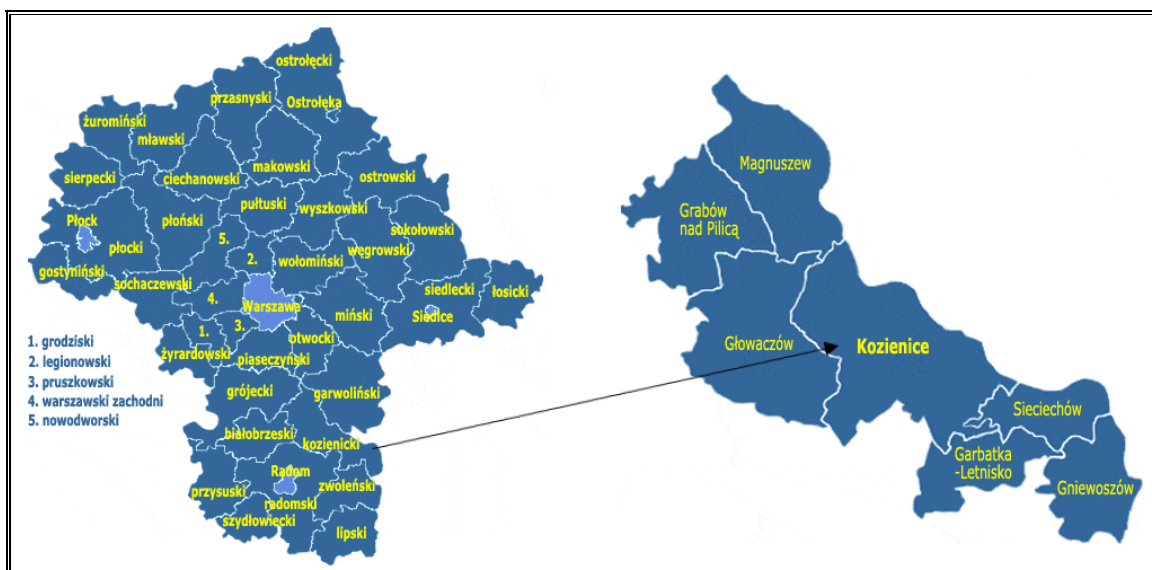 ostrołęcki
przasnyski
Ostrołęka
żuromiński
mławski
makowski
sierpecki
ciechanowski
ostrowski
pułtuski
wyszkowski
Płock
płoński
sokołowski
5.
płocki
węgrowski
2.
wołomiński
gostyniński
sochaczewski
siedlecki
łosicki
4.
Warszawa
miński
Siedlce
1.
3.
otwocki
żyrardowski
piaseczyński
grójecki
garwoliński
białobrzeski
kozienicki
Radom
przysuski
zwoleński
radomski
szydłowiecki
lipski
1. grodziski
2. legionowski
3. pruszkowski
4. warszawski zachodni
5. nowodworski
Magnuszew
Grabów
nad Pilicą
Głowaczów
Kozienice
Sieciechów
Garbatka
-Letnisko
Gniewoszów